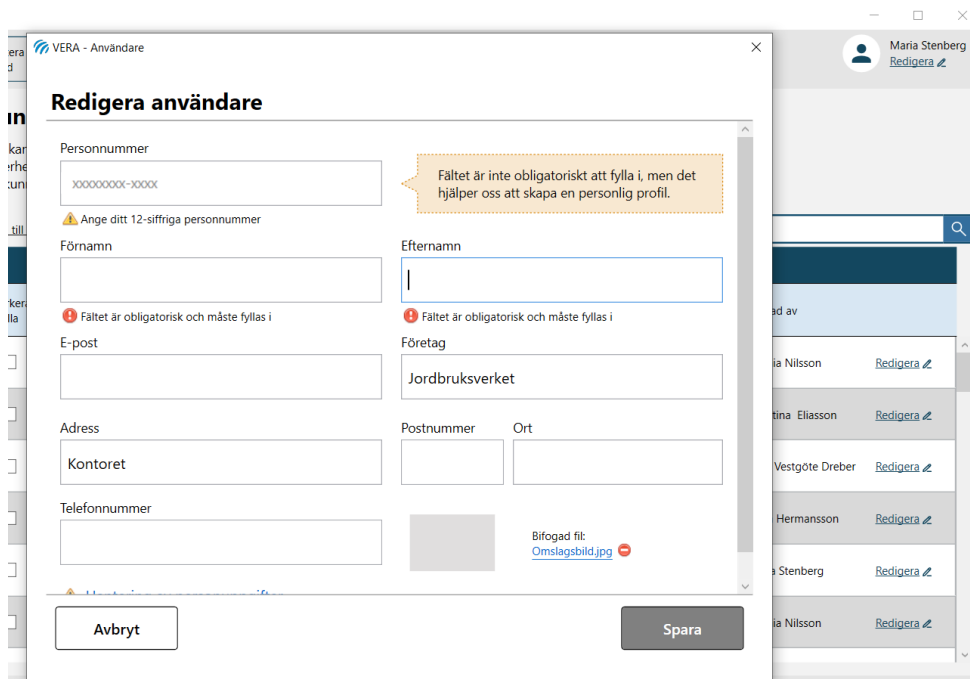 VERA - Användare
Maria Stenberg
Redigera
Redigera användare
Personnummer
xxxxxxxx-xxxx
Fältet är inte obligatoriskt att fylla i, men det
hjälper oss att skapa en personlig profil.
Ange ditt 12-siffriga personnummer
till
Förnamn
Efternamn
Fältet är obligatorisk och måste fyllas i
Fältet är obligatorisk och måste fyllas i
ad av
E-post
Företag
Jordbruksverket
ia Nilsson
Redigera
tina Eliasson
Redigera
Adress
Postnummer
Ort
Kontoret
Vestgöte Dreber
Redigera
Telefonnummer
Hermansson
Redigera
Bifogad fil:
Omslagsbild.jpg
a Stenberg
Redigera
Hantering av personuppgifter
Avbryt
Spara
ia Nilsson
Redigera